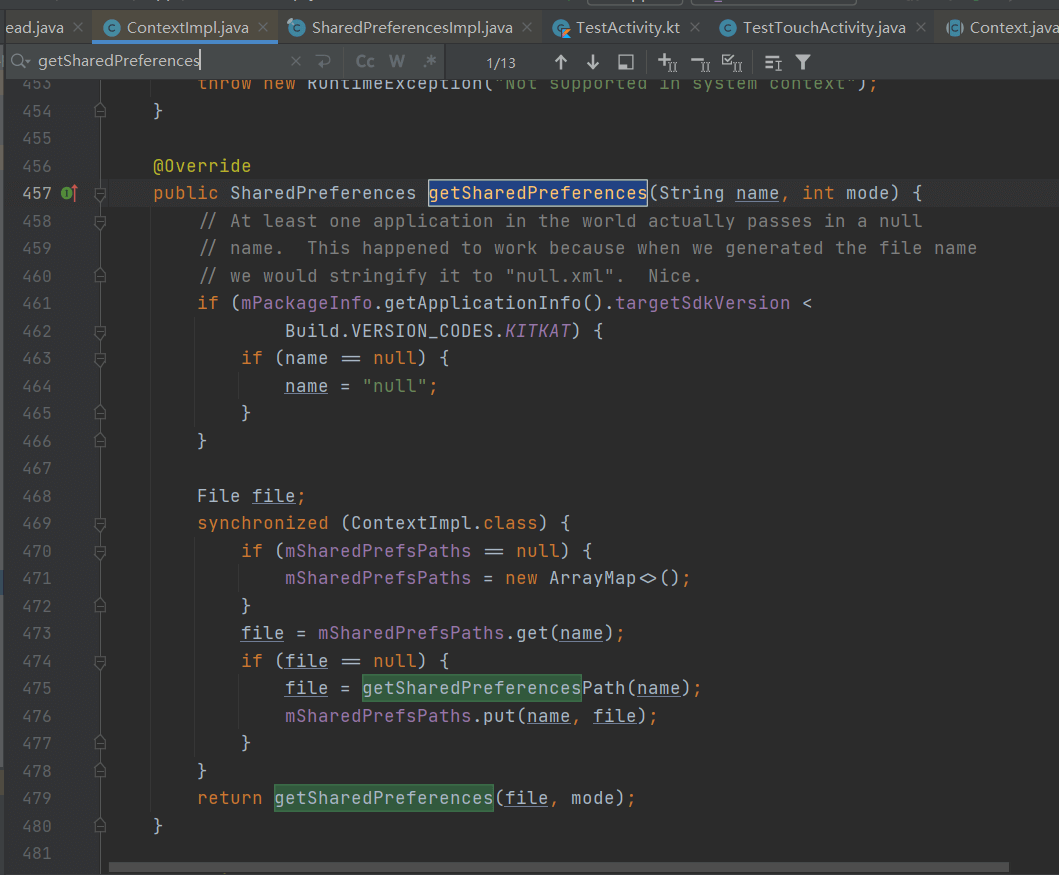 ead.java × ContextImpl.java × SharedPreferencesImpl.java × TestActivity.kt × TestTouchActivity.java × Context.java
getSharedPreferences × Cc W .* 1/13
453 throw new RuntimeException("Not supported in system context");
454 }
455
456 @Override
457 public SharedPreferences getSharedPreferences(String name, int mode) {
458 // At least one application in the world actually passes in a null
459 // name.  This happened to work because when we generated the file name
460 // we would stringify it to "null.xml".  Nice.
461 if (mPackageInfo.getApplicationInfo().targetSdkVersion <
462 Build.VERSION_CODES.KITKAT) {
463 if (name == null) {
464 name = "null";
465 }
466 }
467
468 File file;
469 synchronized (ContextImpl.class) {
470 if (mSharedPrefsPaths == null) {
471 mSharedPrefsPaths = new ArrayMap<>();
472 }
473 file = mSharedPrefsPaths.get(name);
474 if (file == null) {
475 file = getSharedPreferencesPath(name);
476 mSharedPrefsPaths.put(name, file);
477 }
478 }
479 return getSharedPreferences(file, mode);
480 }
481